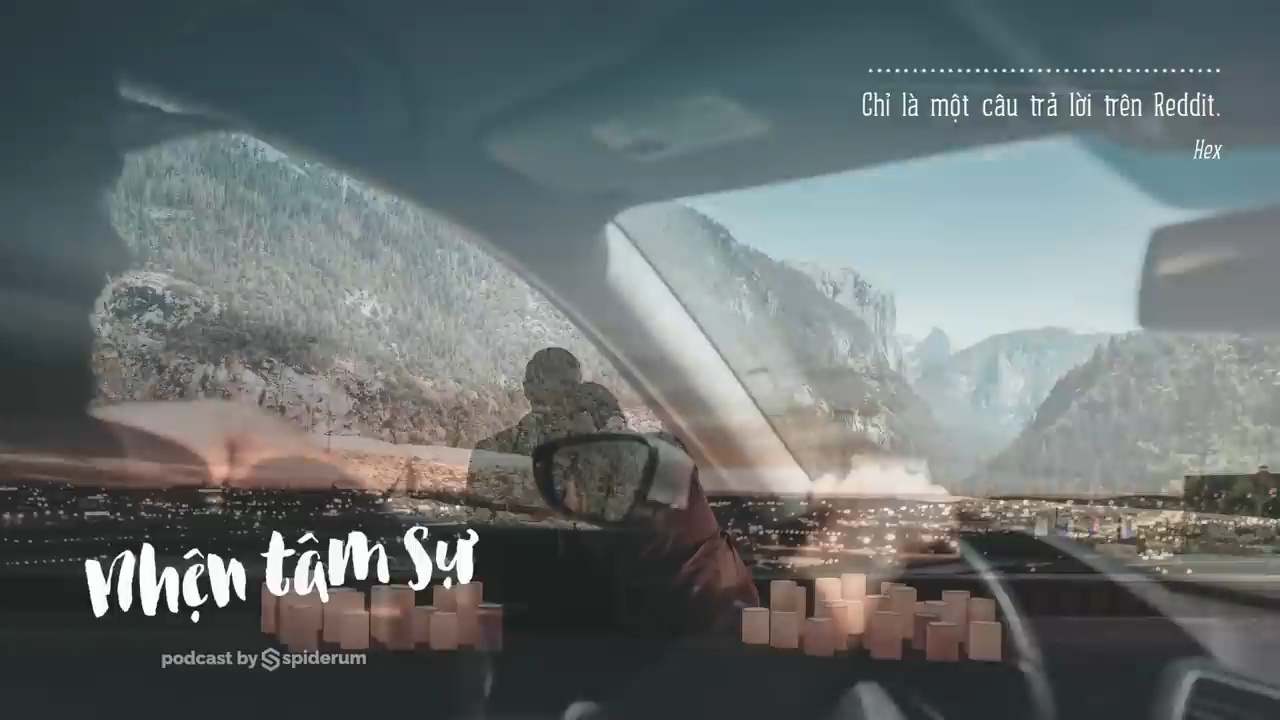 Chỉ là một câu trả lời trên Reddit.
Hex
Nhện tâm sự
podcast by spiderum